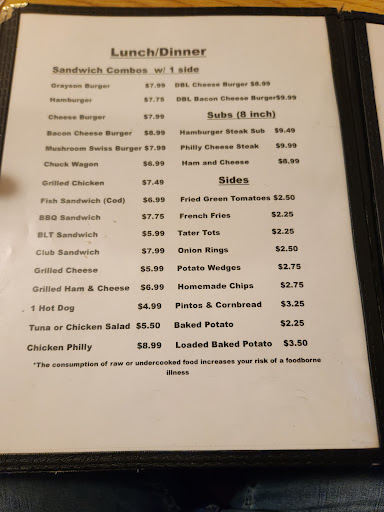 Lunch/Dinner
Sandwich Combos w/ 1 side
Grayson Burger $7.99
Hamburger $7.75
Cheese Burger $7.99
Bacon Cheese Burger $8.99
Mushroom Swiss Burger $7.99
Chuck Wagon $6.99
Grilled Chicken $7.49
Fish Sandwich (Cod) $6.99
BBQ Sandwich $7.75
BLT Sandwich $5.99
Club Sandwich $7.99
Grilled Cheese $5.99
Grilled Ham & Cheese $6.99
1 Hot Dog $4.99
Tuna or Chicken Salad $5.50
Chicken Philly $8.99
DBL Cheese Burger $8.99
DBL Bacon Cheese Burger $9.99
Subs (8 inch)
Hamburger Steak Sub $9.49
Philly Cheese Steak $9.99
Ham and Cheese $8.99
Sides
Fried Green Tomatoes $2.50
French Fries $2.25
Tater Tots $2.25
Onion Rings $2.50
Potato Wedges $2.75
Homemade Chips $2.75
Pintos & Cornbread $3.25
Baked Potato $2.25
Loaded Baked Potato $3.50
*The consumption of raw or undercooked food increases your risk of a foodborne
illness